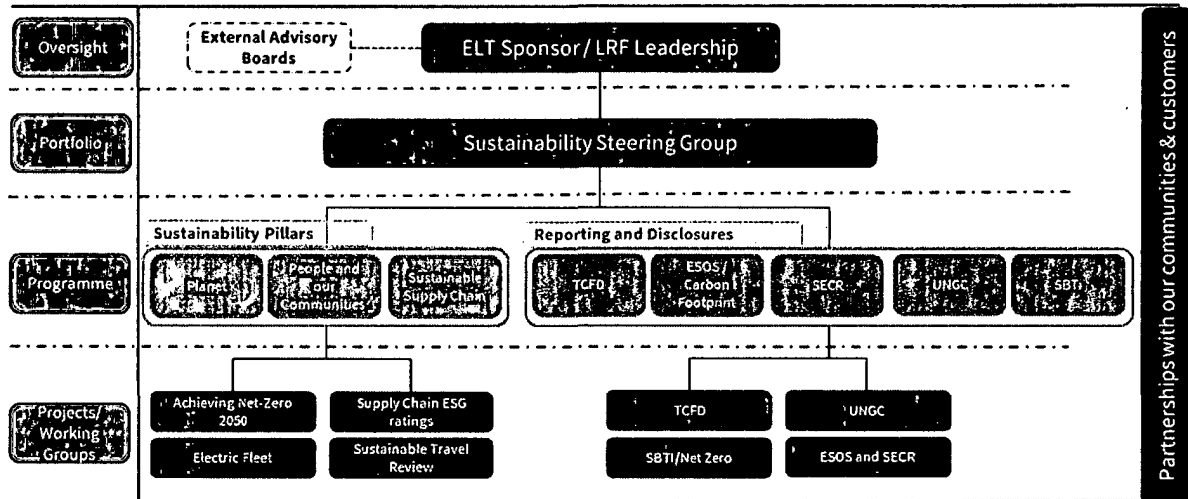 Oversight
External Advisory
Boards
ELT Sponsor / LRF Leadership
Portfolio
Sustainability Steering Group
Programme
Sustainability Pillars
Planet
People and
our
Communities
Sustainable
Supply Chain
Reporting and Disclosures
TCFD
ESOS/
Carbon
Footprint
SECR
UNGC
SBTi
Projects/
Working
Groups
Achieving Net-Zero
2050
Supply Chain ESG
ratings
Electric Fleet
Sustainable Travel
Review
TCFD
UNGC
SBTI/Net Zero
ESOS and SECR
Partnerships with our communities & customers